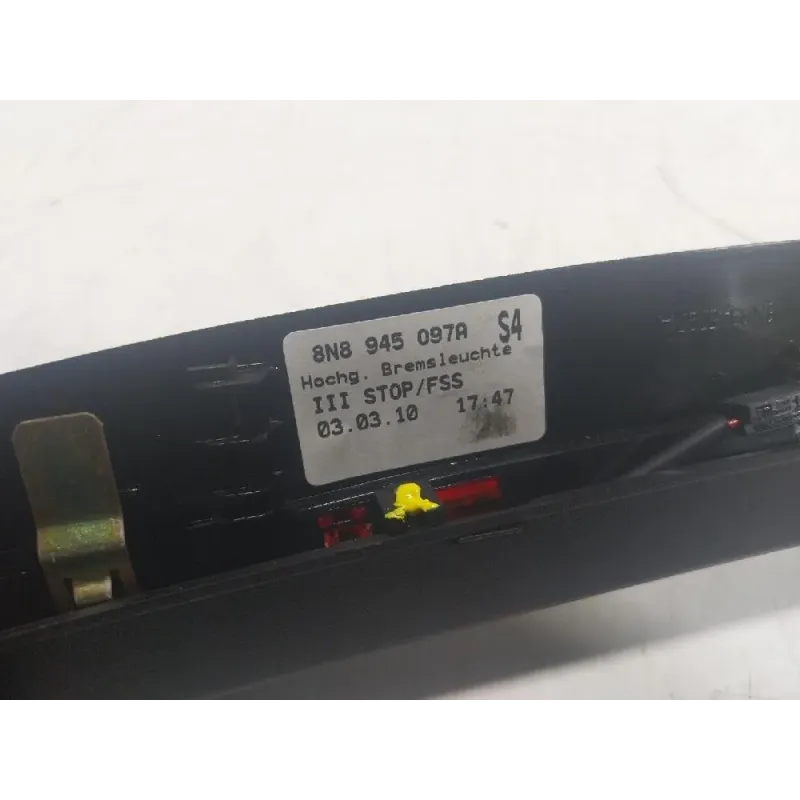 8N8 945 097A S4
Hochg. Bremsleuchte
III STOP/FSS
03.03.10 17:47